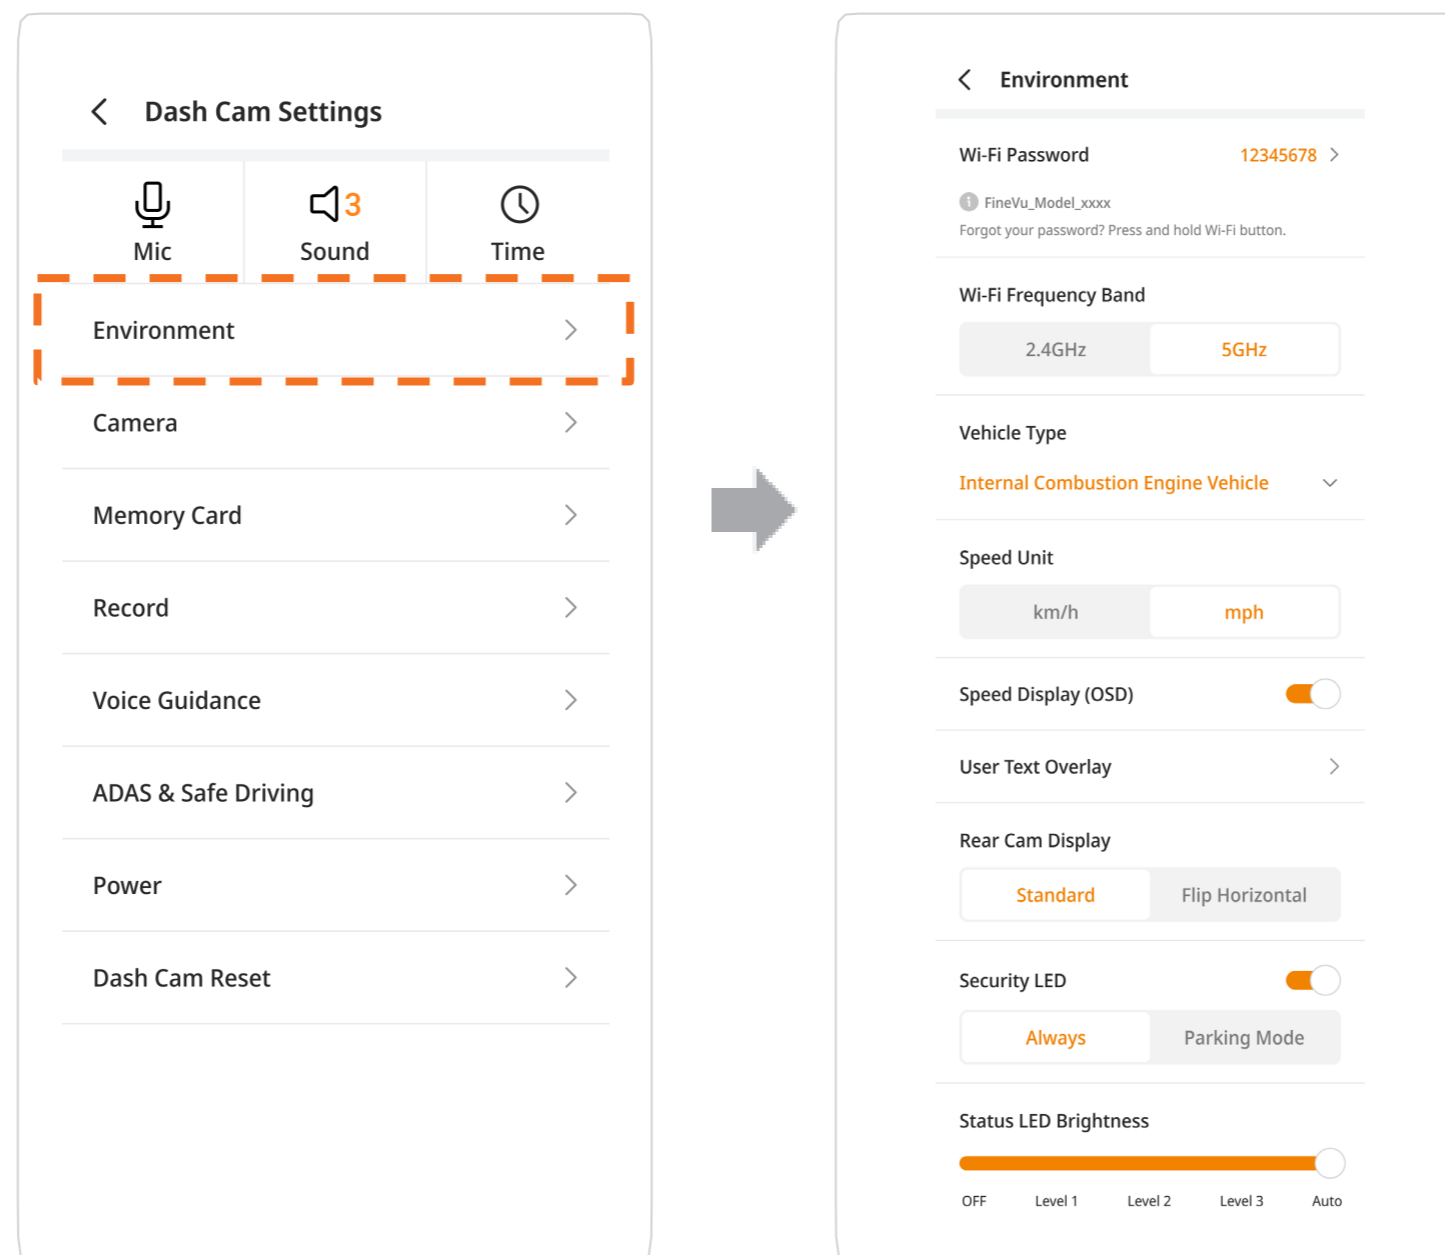 Dash Cam Settings
3
Mic
Sound
Time
Environment
Camera
Memory Card
Record
Voice Guidance
ADAS & Safe Driving
Power
Dash Cam Reset
Environment
Wi-Fi Password
12345678
FineVu_Model_xxxx
Forgot your password? Press and hold Wi-Fi button.
Wi-Fi Frequency Band
2.4GHz
5GHz
Vehicle Type
Internal Combustion Engine Vehicle
Speed Unit
km/h
mph
Speed Display (OSD)
User Text Overlay
Rear Cam Display
Standard
Flip Horizontal
Security LED
Always
Parking Mode
Status LED Brightness
OFF
Level 1
Level 2
Level 3
Auto